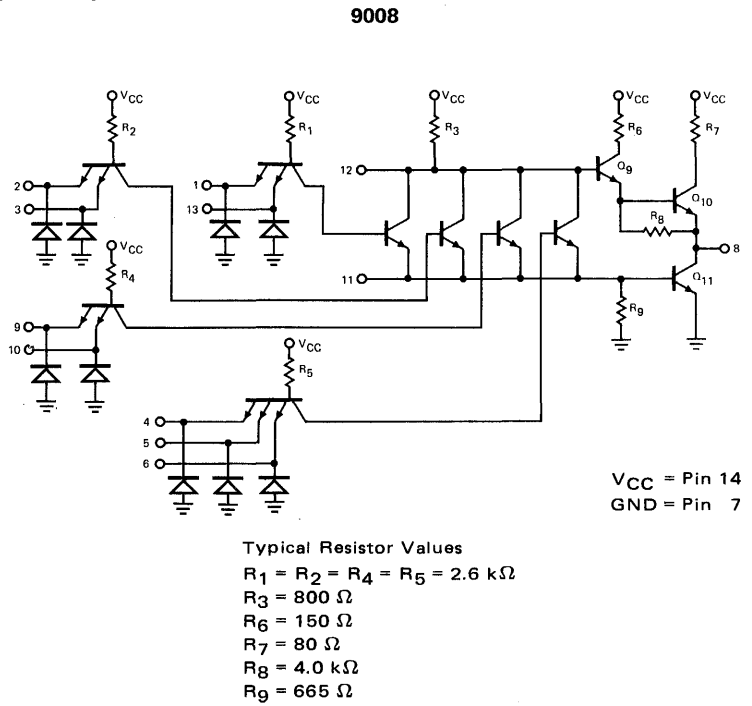 9008
VCC
VCC
VCC
VCC
VCC
R2
R1
R3
R6
R7
2
3
1
13
12
Q9
Q10
R8
8
VCC
R4
11
Q11
R9
9
10
VCC
R5
4
5
6
VCC = Pin 14
GND = Pin 7
Typical Resistor Values
R1 = R2 = R4 = R5 = 2.6 kΩ
R3 = 800 Ω
R6 = 150 Ω
R7 = 80 Ω
R8 = 4.0 kΩ
R9 = 665 Ω